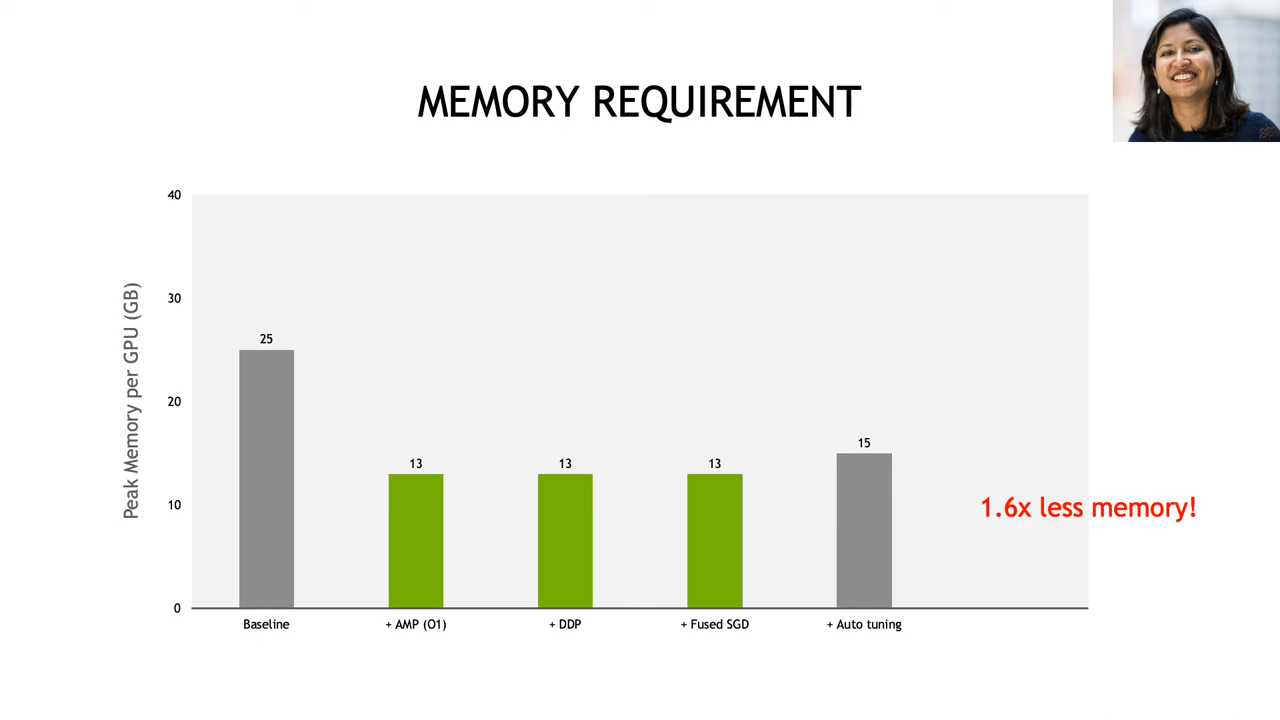 MEMORY REQUIREMENT
Peak Memory per GPU (GB)
40
30
20
10
0
25
13
13
13
15
1.6x less memory!
Baseline
+ AMP (O1)
+ DDP
+ Fused SGD
+ Auto tuning